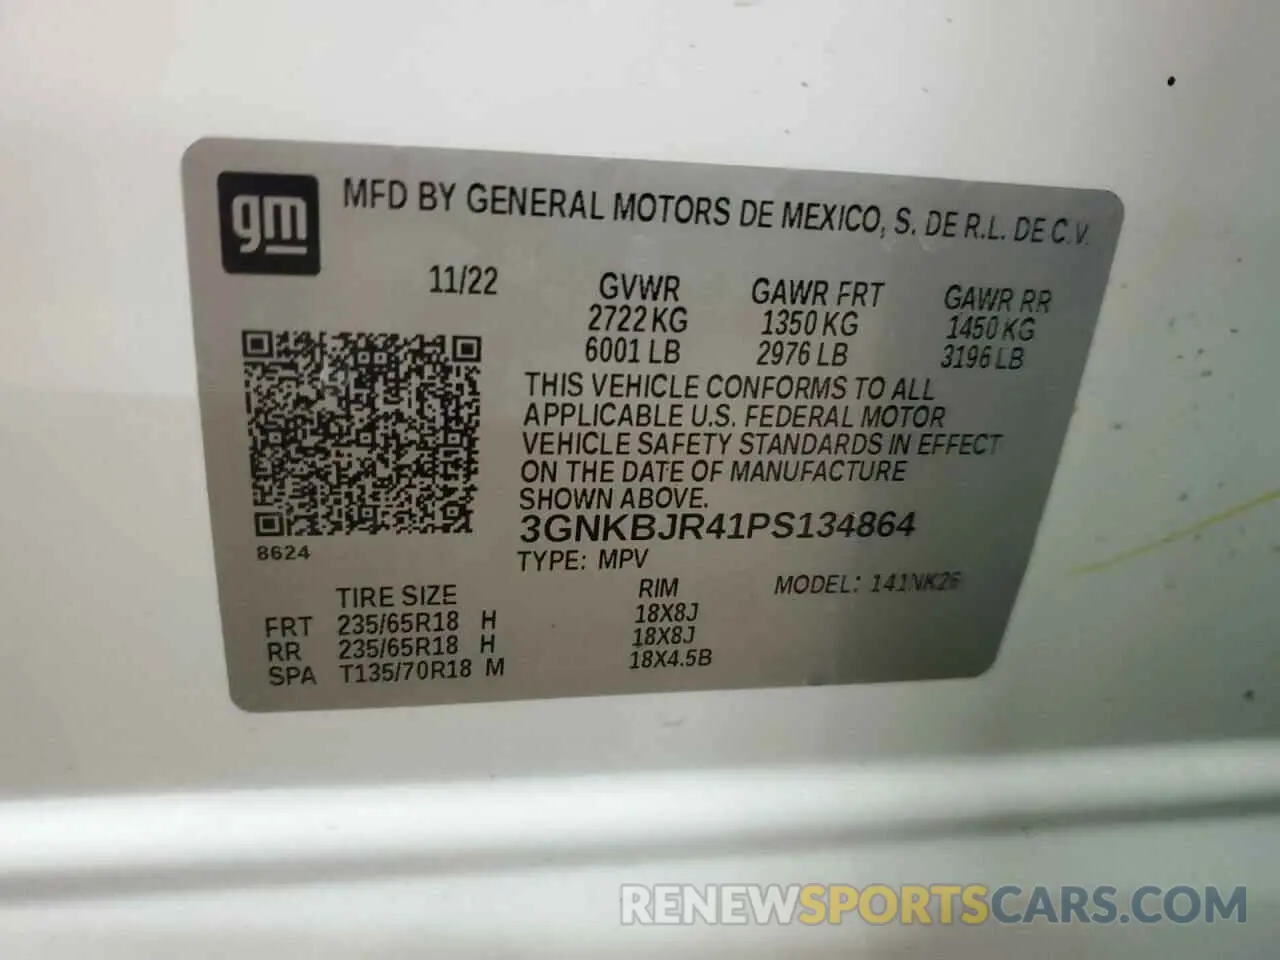 gm
MFD BY GENERAL MOTORS DE MEXICO, S. DE R.L. DE C.V.
11/22
GVWR GAWR FRT GAWR RR
2722 KG 1350 KG 1450 KG
6001 LB 2976 LB 3196 LB
THIS VEHICLE CONFORMS TO ALL
APPLICABLE U.S. FEDERAL MOTOR
VEHICLE SAFETY STANDARDS IN EFFECT
ON THE DATE OF MANUFACTURE
SHOWN ABOVE.
3GNKBJR41PS134864
8624
TYPE: MPV MODEL: 141NK26
TIRE SIZE RIM
FRT 235/65R18 H 18X8J
RR 235/65R18 H 18X8J
SPA T135/70R18 M 18X4.5B
RENEWSPORTSCARS.COM